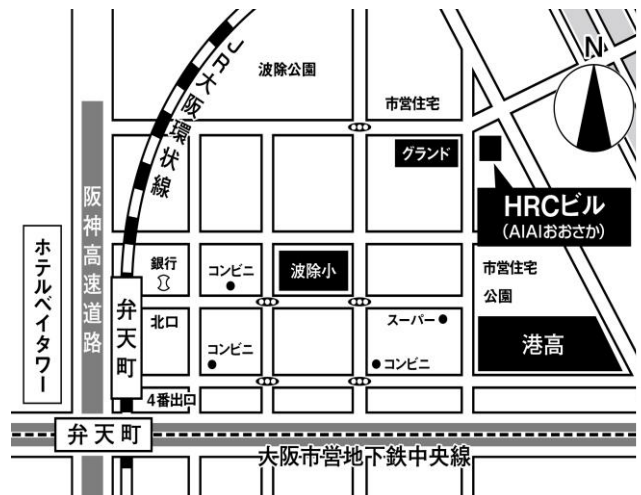 JR大阪環状線
波除公園
市営住宅
N
グランド
HRCビル
(AIAIおおさか)
阪神高速道路
ホテルベイタワー
銀行
コンビニ
波除小
市営住宅
公園
弁天町
北口
スーパー
港高
コンビニ
コンビニ
4番出口
弁天町
大阪市営地下鉄中央線